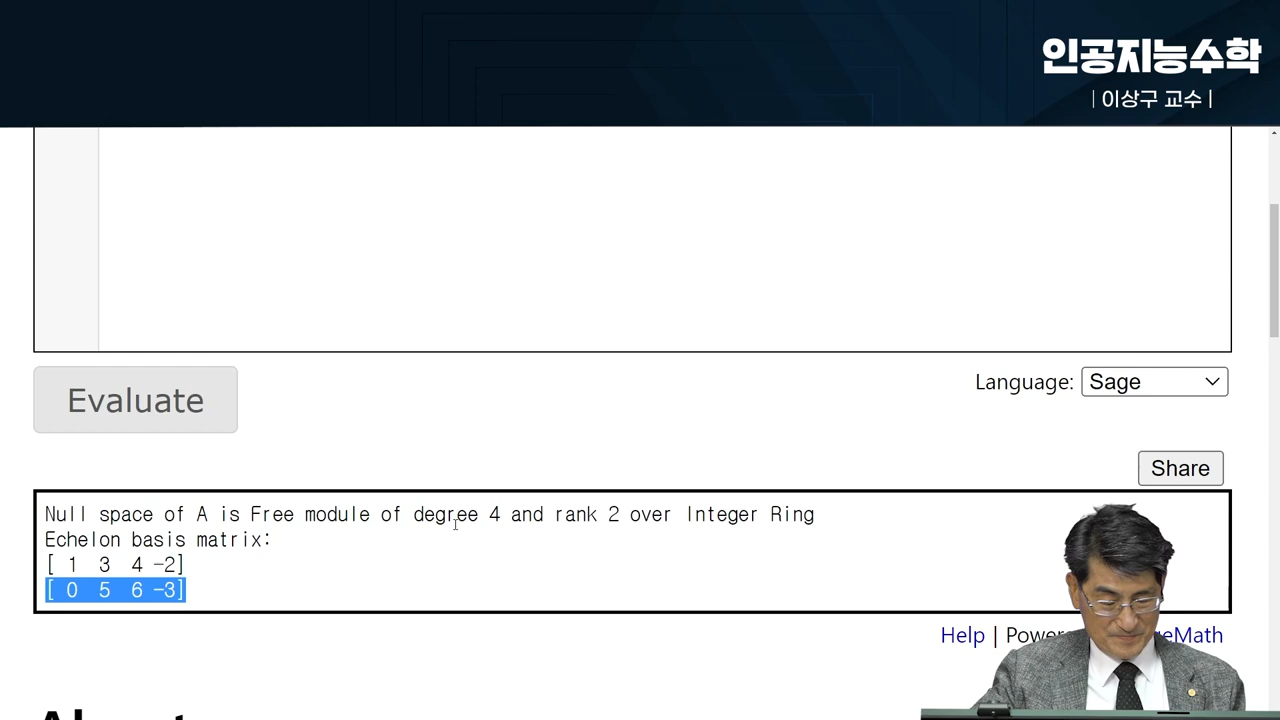 인공지능수학
| 이상구 교수 |
Evaluate
Language: Sage
Share
Null space of A is Free module of degree 4 and rank 2 over Integer Ring
Echelon basis matrix:
[ 1 3 4 -2]
[ 0 5 6 -3]
Help |